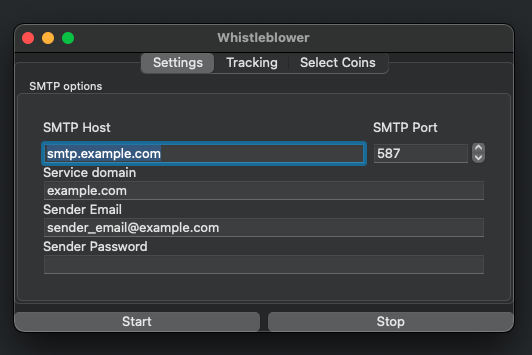 Whistleblower
Settings Tracking Select Coins
SMTP options
SMTP Host SMTP Port
smtp.example.com 587
Service domain
example.com
Sender Email
sender_email@example.com
Sender Password
Start Stop